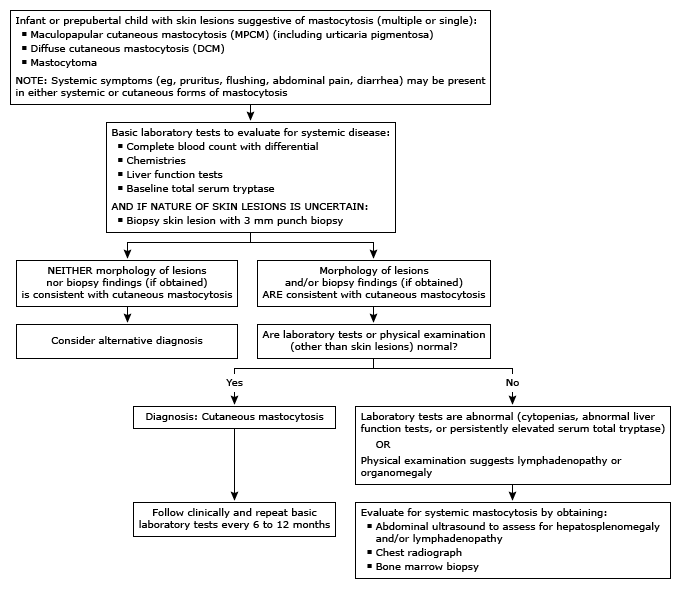 Infant or prepubertal child with skin lesions suggestive of mastocytosis (multiple or single):
▪ Maculopapular cutaneous mastocytosis (MPCM) (including urticaria pigmentosa)
▪ Diffuse cutaneous mastocytosis (DCM)
▪ Mastocytoma
NOTE: Systemic symptoms (eg, pruritus, flushing, abdominal pain, diarrhea) may be present
in either systemic or cutaneous forms of mastocytosis
Basic laboratory tests to evaluate for systemic disease:
▪ Complete blood count with differential
▪ Chemistries
▪ Liver function tests
▪ Baseline total serum tryptase
AND IF NATURE OF SKIN LESIONS IS UNCERTAIN:
▪ Biopsy skin lesion with 3 mm punch biopsy
NEITHER morphology of lesions
nor biopsy findings (if obtained)
is consistent with cutaneous mastocytosis
Morphology of lesions
and/or biopsy findings (if obtained)
ARE consistent with cutaneous mastocytosis
Consider alternative diagnosis
Are laboratory tests or physical examination
(other than skin lesions) normal?
Yes
No
Diagnosis: Cutaneous mastocytosis
Laboratory tests are abnormal (cytopenias, abnormal liver
function tests, or persistently elevated serum total tryptase)
OR
Physical examination suggests lymphadenopathy or
organomegaly
Follow clinically and repeat basic
laboratory tests every 6 to 12 months
Evaluate for systemic mastocytosis by obtaining:
▪ Abdominal ultrasound to assess for hepatosplenomegaly
and/or lymphadenopathy
▪ Chest radiograph
▪ Bone marrow biopsy